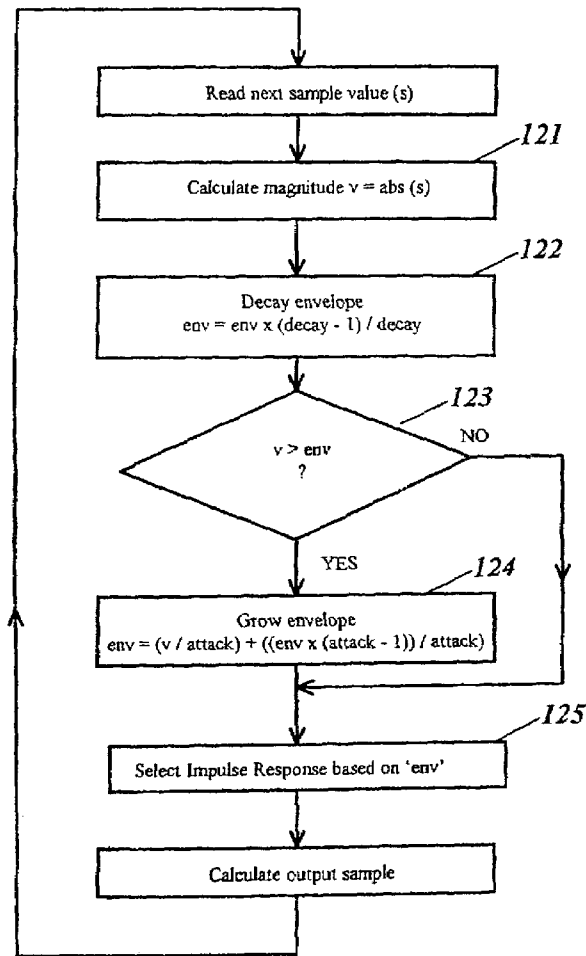 Read next sample value (s)
121
Calculate magnitude v = abs (s)
122
Decay envelope
env = env x (decay - 1) / decay
123
NO
v > env
?
YES
124
Grow envelope
env = (v / attack) + ((env x (attack - 1)) / attack)
125
Select Impulse Response based on ‘env’
Calculate output sample